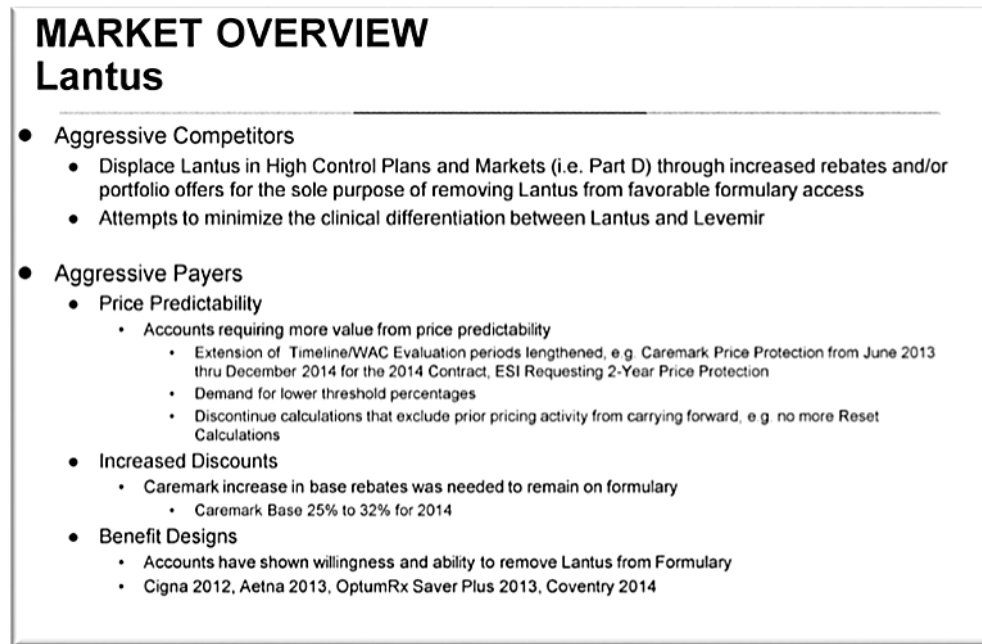 MARKET OVERVIEW
Lantus
● Aggressive Competitors
● Displace Lantus in High Control Plans and Markets (i.e. Part D) through increased rebates and/or
portfolio offers for the sole purpose of removing Lantus from favorable formulary access
● Attempts to minimize the clinical differentiation between Lantus and Levemir
● Aggressive Payers
● Price Predictability
• Accounts requiring more value from price predictability
• Extension of Timeline/WAC Evaluation periods lengthened, e.g. Caremark Price Protection from June 2013
thru December 2014 for the 2014 Contract, ESI Requesting 2-Year Price Protection
• Demand for lower threshold percentages
• Discontinue calculations that exclude prior pricing activity from carrying forward, e.g. no more Reset
Calculations
● Increased Discounts
• Caremark increase in base rebates was needed to remain on formulary
• Caremark Base 25% to 32% for 2014
● Benefit Designs
• Accounts have shown willingness and ability to remove Lantus from Formulary
• Cigna 2012, Aetna 2013, OptumRx Saver Plus 2013, Coventry 2014